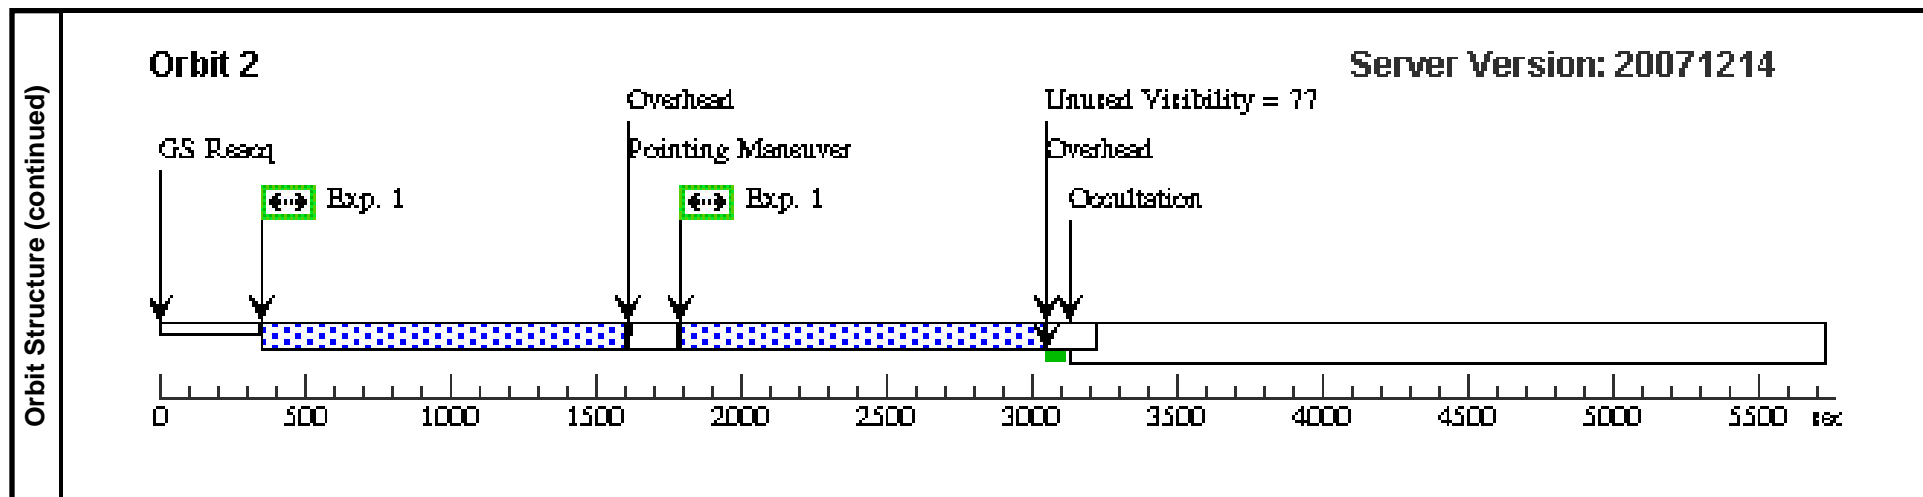 Orbit Structure (continued)
Orbit 2
Server Version: 20071214
Overhead
Unused Visibility = 77
GS Reacq
Pointing Maneuver
Overhead
Exp. 1
Exp. 1
Occultation
0 500 1000 1500 2000 2500 3000 3500 4000 4500 5000 5500 sec